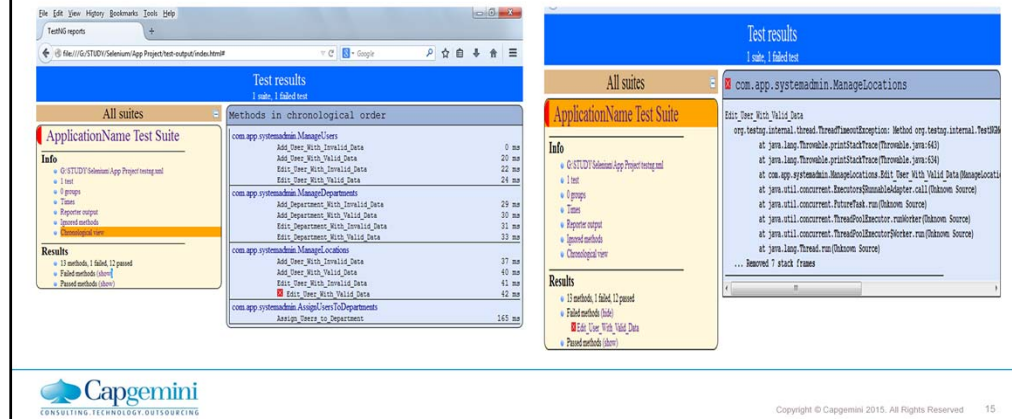 File Edit View History Bookmarks Tools Help
TestNG reports
file:///G:/STUDY/Selenium/App Project/test-output/index.html#
Google
Test results
1 suite, 1 failed test
All suites
ApplicationName Test Suite
Info
G:\STUDY\Selenium\App Project\testng.xml
1 test
0 groups
Times
Reporter output
Ignored methods
Chronological view
Results
13 methods, 1 failed, 12 passed
Failed methods (show)
Passed methods (show)
Methods in chronological order
com.app.systemadmin.ManageUsers
Add_User_With_Invalid_Data 0 ms
Add_User_With_Valid_Data 20 ms
Edit_User_With_Invalid_Data 22 ms
Edit_User_With_Valid_Data 24 ms
com.app.systemadmin.ManageDepartments
Add_Department_With_Invalid_Data 29 ms
Add_Department_With_Valid_Data 30 ms
Edit_Department_With_Invalid_Data 31 ms
Edit_Department_With_Valid_Data 33 ms
com.app.systemadmin.ManageLocations
Add_User_With_Invalid_Data 37 ms
Add_User_With_Valid_Data 40 ms
Edit_User_With_Invalid_Data 41 ms
Edit_User_With_Valid_Data 42 ms
com.app.systemadmin.AssignUsersToDepartments
Assign_Users_to_Department 165 ms
Test results
1 suite, 1 failed test
All suites
ApplicationName Test Suite
Info
G:\STUDY\Selenium\App Project\testng.xml
1 test
0 groups
Times
Reporter output
Ignored methods
Chronological view
Results
13 methods, 1 failed, 12 passed
Failed methods (hide)
Edit_User_With_Valid_Data
Passed methods (show)
com.app.systemadmin.ManageLocations
Edit_User_With_Valid_Data
org.testng.internal.thread.ThreadTimeoutException: Method org.testng.internal.TestNGM
at java.lang.Throwable.printStackTrace(Throwable.java:643)
at java.lang.Throwable.printStackTrace(Throwable.java:634)
at com.app.systemadmin.ManageLocations.Edit_User_With_Valid_Data(ManageLocati
at java.util.concurrent.Executors$RunnableAdapter.call(Unknown Source)
at java.util.concurrent.FutureTask.run(Unknown Source)
at java.util.concurrent.ThreadPoolExecutor.runWorker(Unknown Source)
at java.util.concurrent.ThreadPoolExecutor$Worker.run(Unknown Source)
at java.lang.Thread.run(Unknown Source)
... Removed 7 stack frames
Capgemini
CONSULTING.TECHNOLOGY.OUTSOURCING
Copyright © Capgemini 2015. All Rights Reserved 15